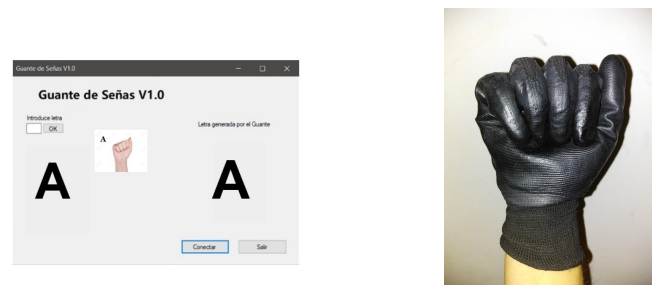 Guante de Señas V1.0
Guante de Señas V1.0
Introduce letra
OK
Letra generada por el Guante
A
A
A
Conectar
Salir